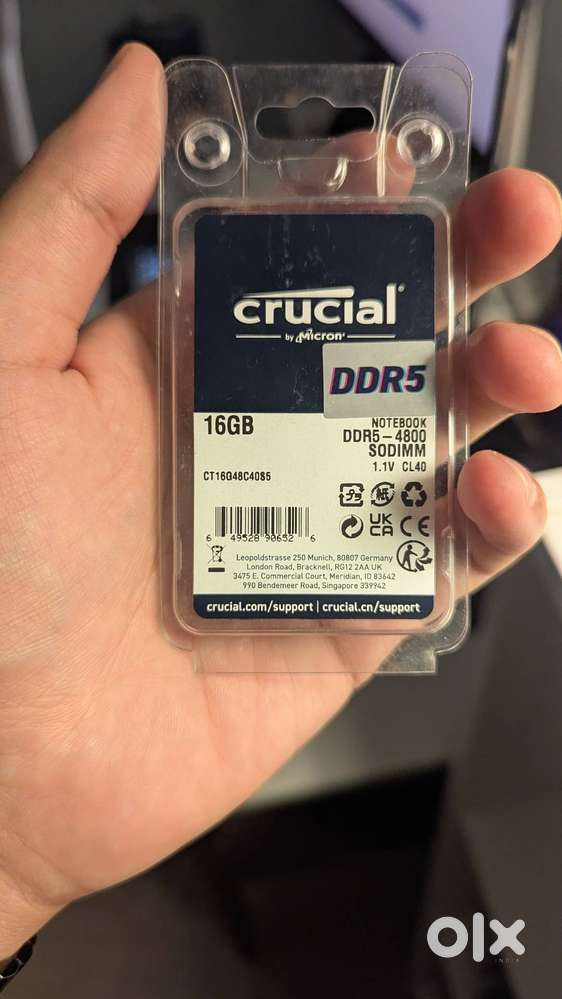 crucial
by Micron
DDR5
16GB
NOTEBOOK
DDR5-4800
SODIMM
1.1V CL40
CT16G48C40S5
6 49528 90652 6
UK
CA
CE
Leopoldstrasse 250 Munich, 80807 Germany
London Road, Bracknell, RG12 2AA UK
3475 E. Commercial Court, Meridian, ID 83642
990 Bendemeer Road, Singapore 339942
crucial.com/support | crucial.cn/support
olx
INDIA